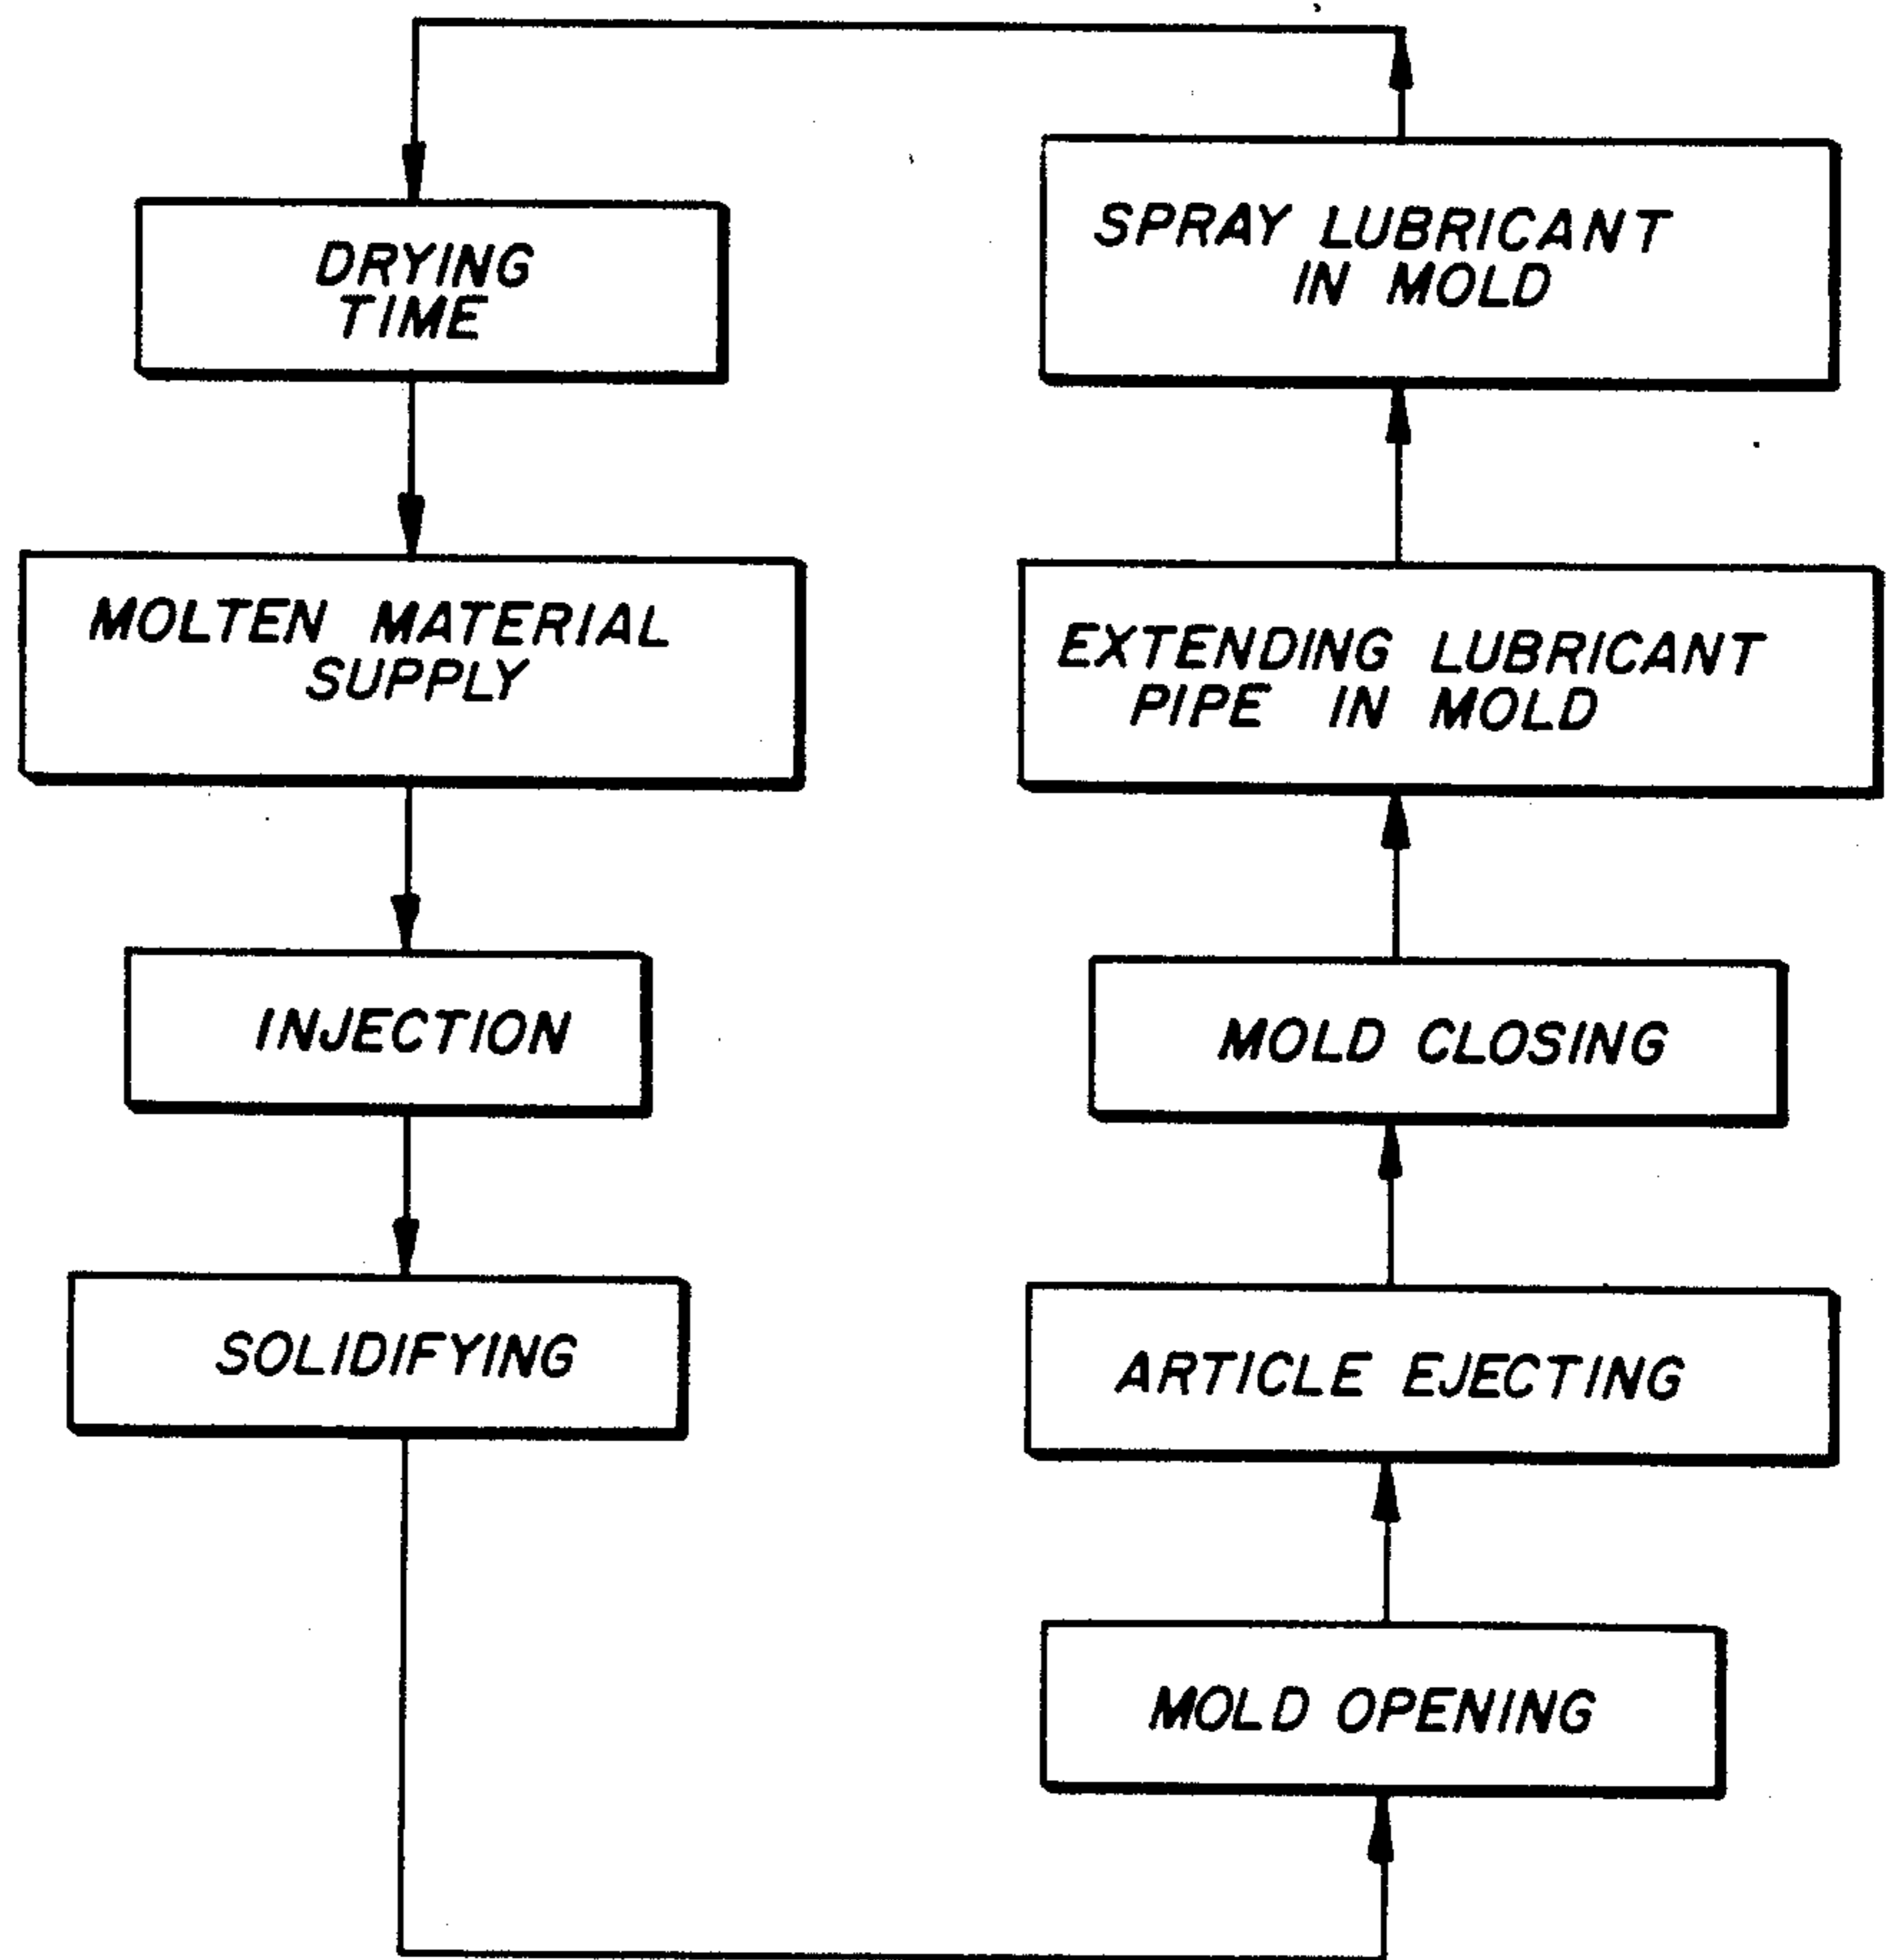 DRYING
TIME
MOLTEN MATERIAL
SUPPLY
INJECTION
SOLIDIFYING
SPRAY LUBRICANT
IN MOLD
EXTENDING LUBRICANT
PIPE IN MOLD
MOLD CLOSING
ARTICLE EJECTING
MOLD OPENING